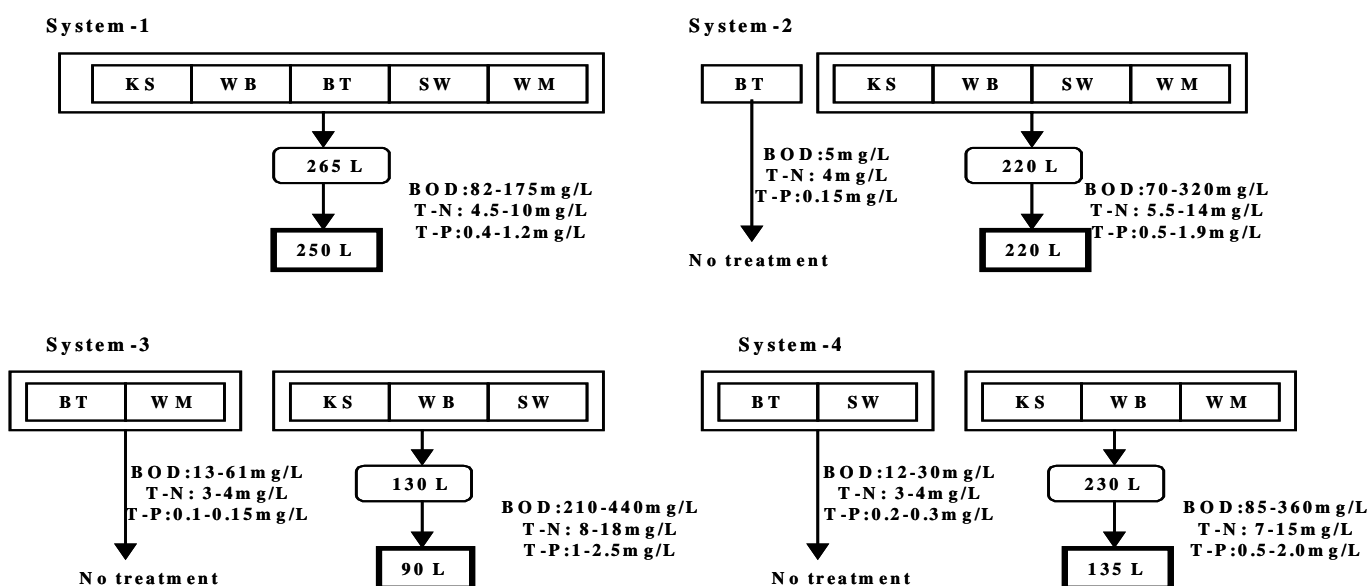 System-1
KS WB BT SW WM
265 L
BOD:82-175mg/L
T-N: 4.5-10mg/L
T-P:0.4-1.2mg/L
250 L
System-2
BT
KS WB SW WM
BOD:5mg/L
T-N: 4mg/L
T-P:0.15mg/L
No treatment
220 L
BOD:70-320mg/L
T-N: 5.5-14mg/L
T-P:0.5-1.9mg/L
220 L
System-3
BT WM
KS WB SW
BOD:13-61mg/L
T-N: 3-4mg/L
T-P:0.1-0.15mg/L
No treatment
130 L
BOD:210-440mg/L
T-N: 8-18mg/L
T-P:1-2.5mg/L
90 L
System-4
BT SW
KS WB WM
BOD:12-30mg/L
T-N: 3-4mg/L
T-P:0.2-0.3mg/L
No treatment
230 L
BOD:85-360mg/L
T-N: 7-15mg/L
T-P:0.5-2.0mg/L
135 L